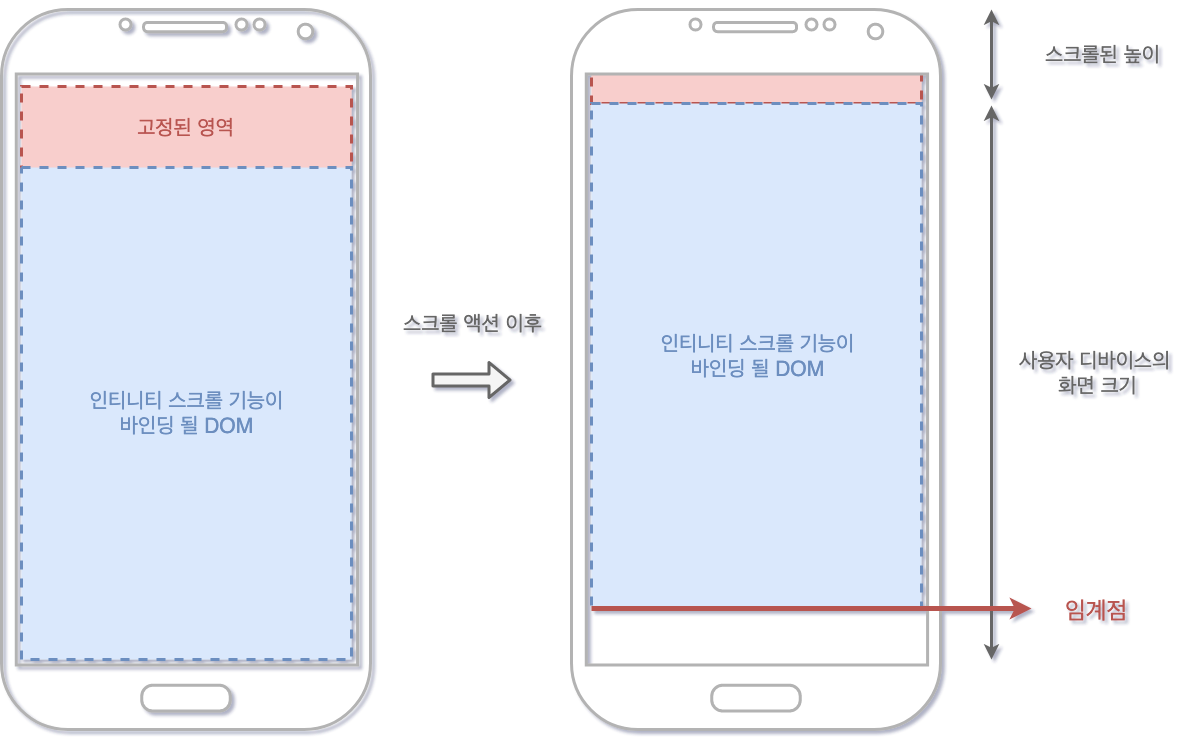 고정된 영역
인티니티 스크롤 기능이
바인딩 될 DOM
스크롤 액션 이후
인티니티 스크롤 기능이
바인딩 될 DOM
스크롤된 높이
사용자 디바이스의
화면 크기
임계점